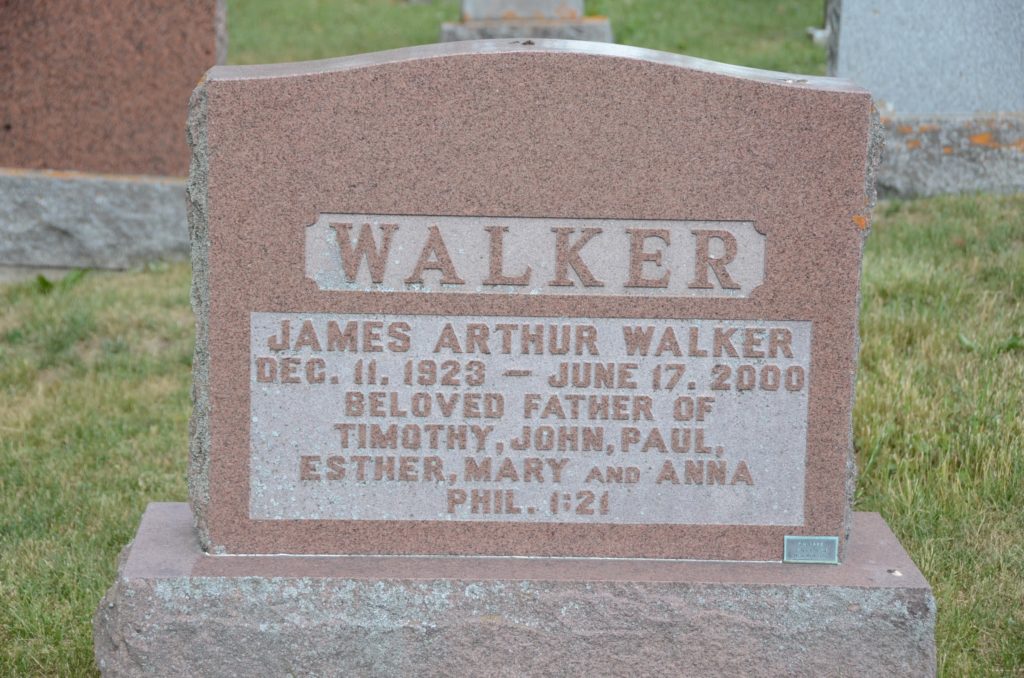 WALKER
JAMES ARTHUR WALKER
DEC. 11. 1923 – JUNE 17. 2000
BELOVED FATHER OF
TIMOTHY, JOHN, PAUL,
ESTHER, MARY AND ANNA
PHIL. 1:21